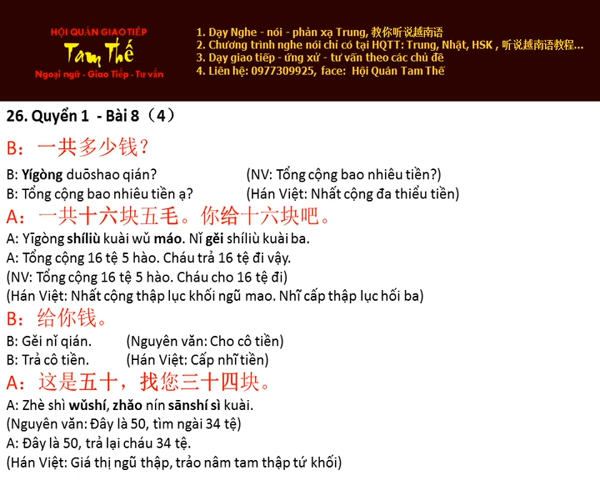 HỘI QUÁN GIAO TIẾP
Tam Thế
Ngoại ngữ - Giao Tiếp - Tư vấn
1. Dạy Nghe - nói - phản xạ Trung, 教你听说越南语
2. Chương trình nghe nói chỉ có tại HQTT: Trung, Nhật, HSK , 听说越南语教程...
3. Dạy giao tiếp - ứng xử - tư vấn theo các chủ đề
4. Liên hệ: 0977309925, face: Hội Quán Tam Thế
26. Quyển 1 - Bài 8（4）
B：一共多少钱？
B: Yígòng duōshao qián? (NV: Tổng cộng bao nhiêu tiền?)
B: Tổng cộng bao nhiêu tiền ạ? (Hán Việt: Nhất cộng đa thiểu tiền)
A：一共十六块五毛。你给十六块吧。
A: Yīgòng shíliù kuài wǔ máo. Nǐ gěi shíliù kuài ba.
A: Tổng cộng 16 tệ 5 hào. Cháu trả 16 tệ đi vậy.
(NV: Tổng cộng 16 tệ 5 hào. Cháu cho 16 tệ đi)
(Hán Việt: Nhất cộng thập lục khối ngũ mao. Nhĩ cấp thập lục hối ba)
B：给你钱。
B: Gěi nǐ qián. (Nguyên văn: Cho cô tiền)
B: Trả cô tiền. (Hán Việt: Cấp nhĩ tiền)
A：这是五十，找您三十四块。
A: Zhè shì wǔshí, zhǎo nín sānshí sì kuài.
(Nguyên văn: Đây là 50, tìm ngài 34 tệ)
A: Đây là 50, trả lại cháu 34 tệ.
(Hán Việt: Giá thị ngũ thập, trảo nâm tam thập tứ khối)